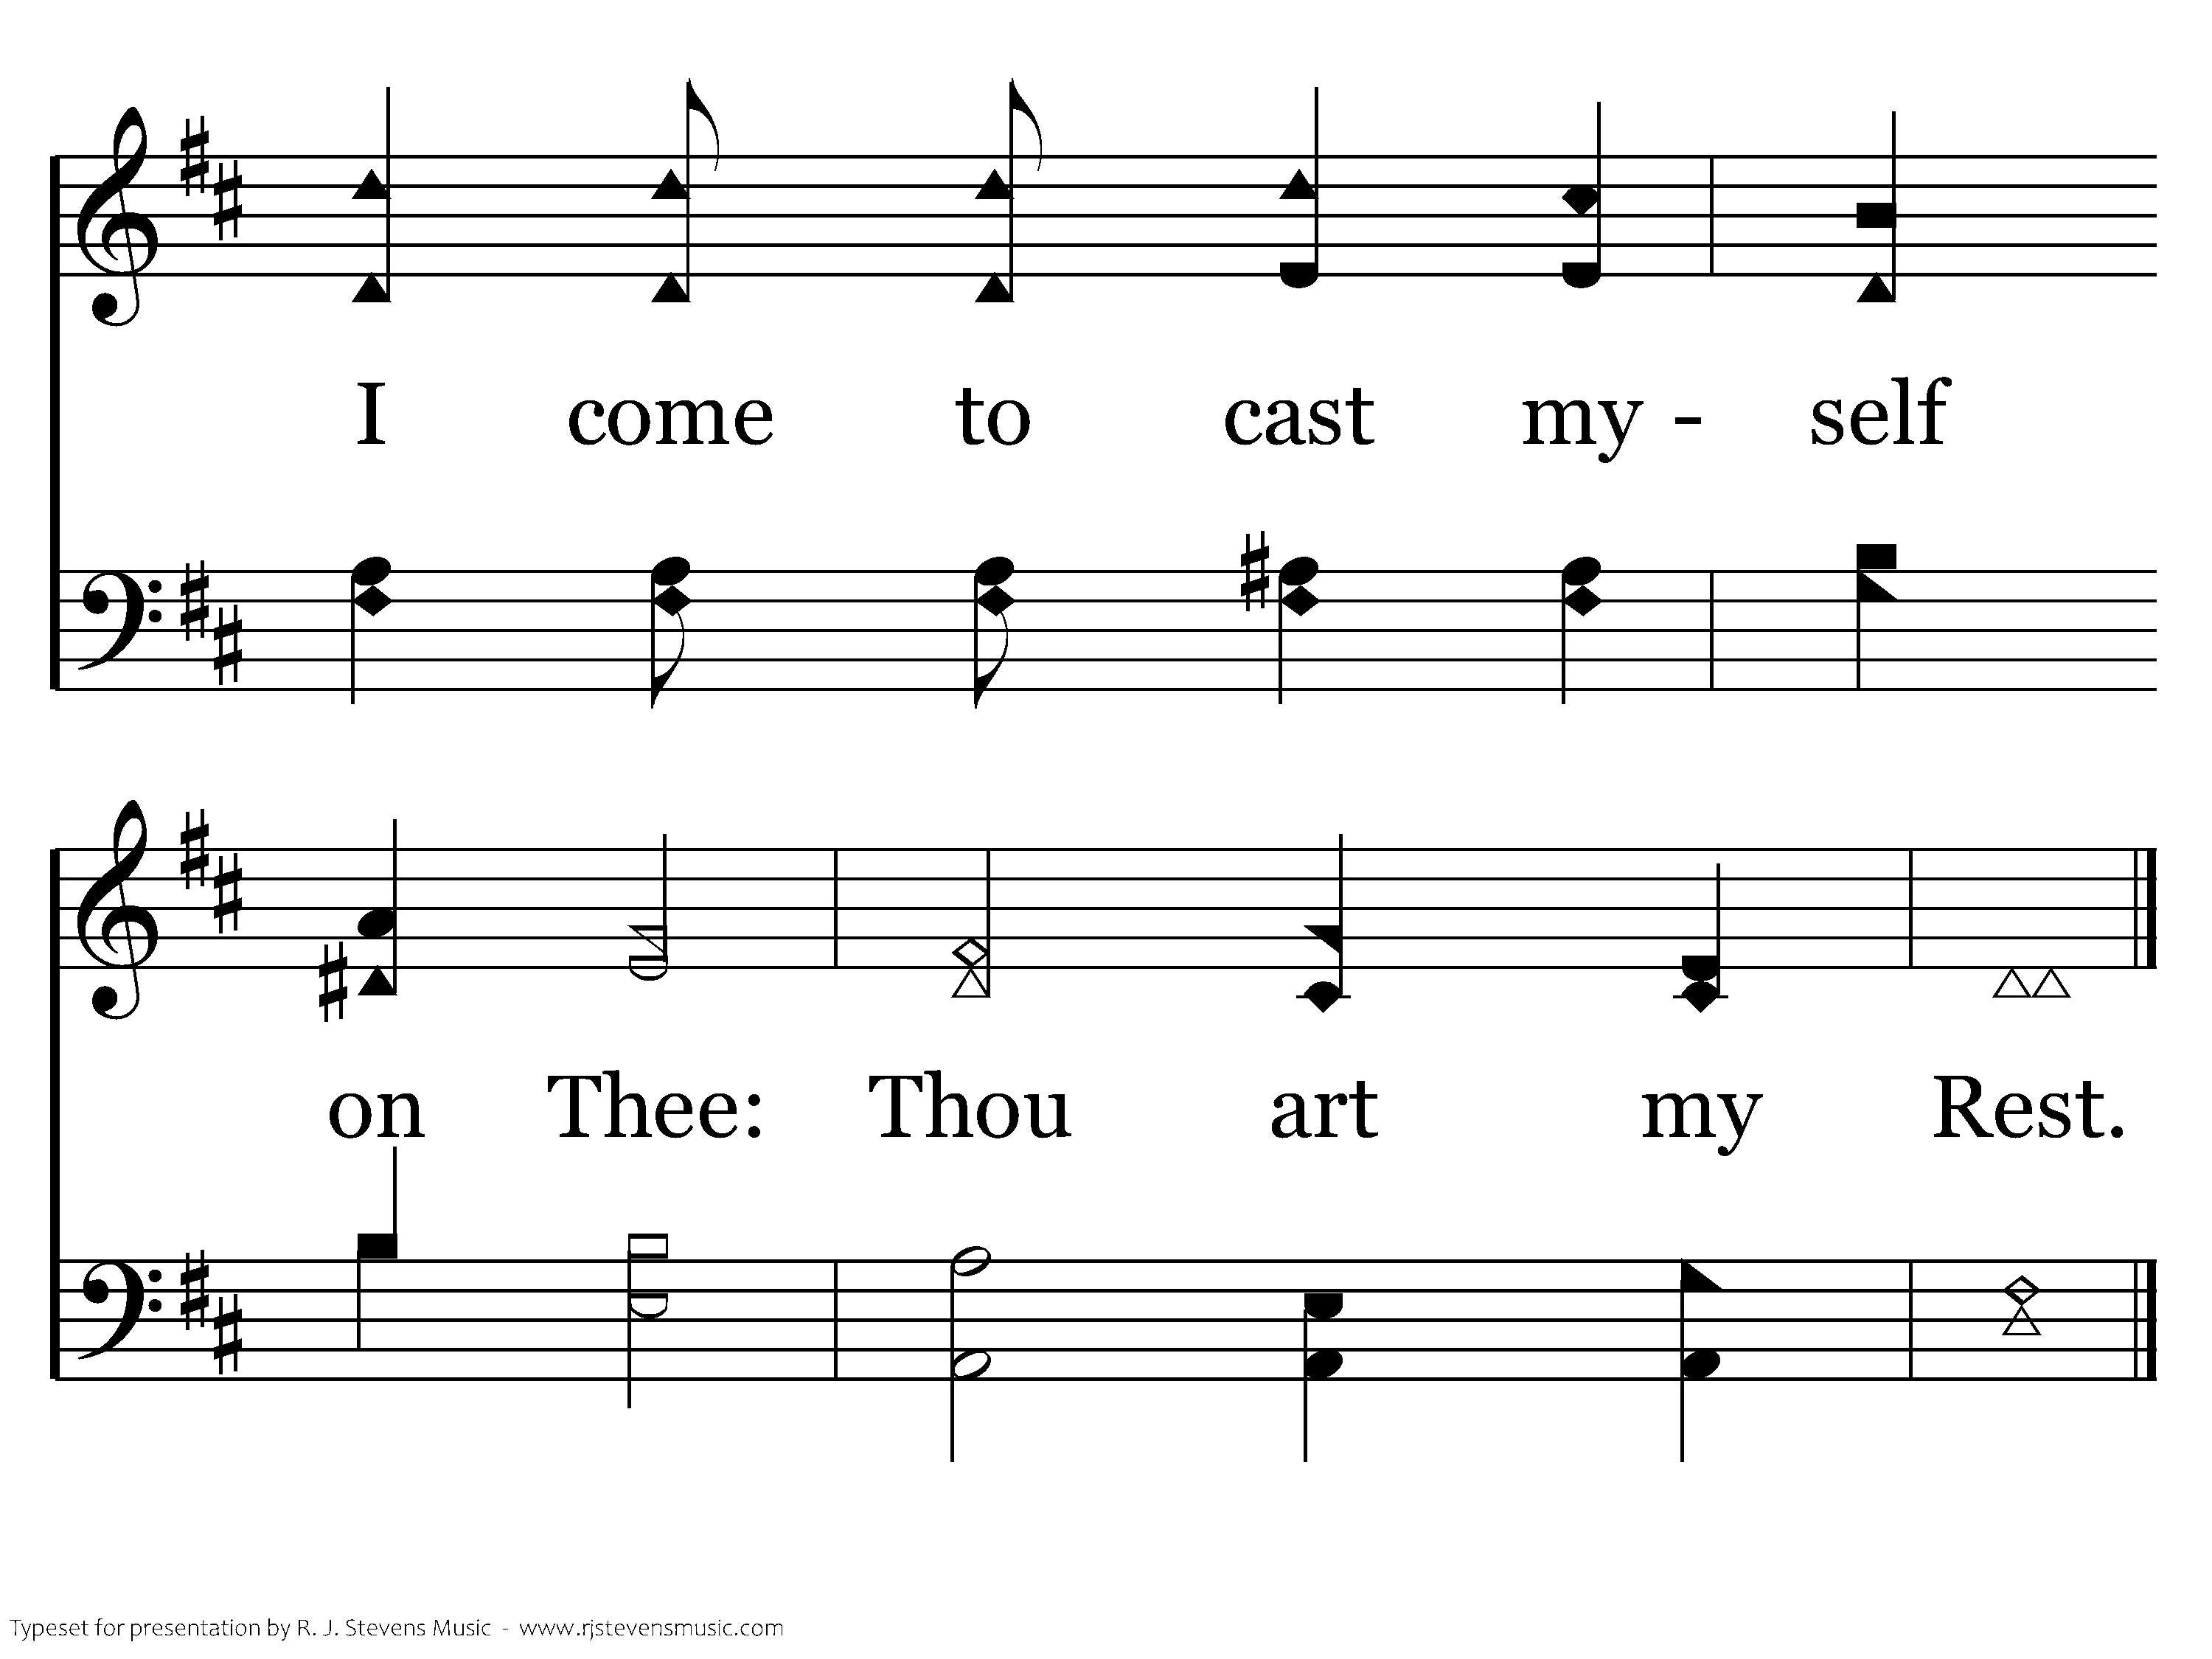 I come to cast my - self
on Thee: Thou art my Rest.
Typeset for presentation by R. J. Stevens Music - www.rjstevensmusic.com